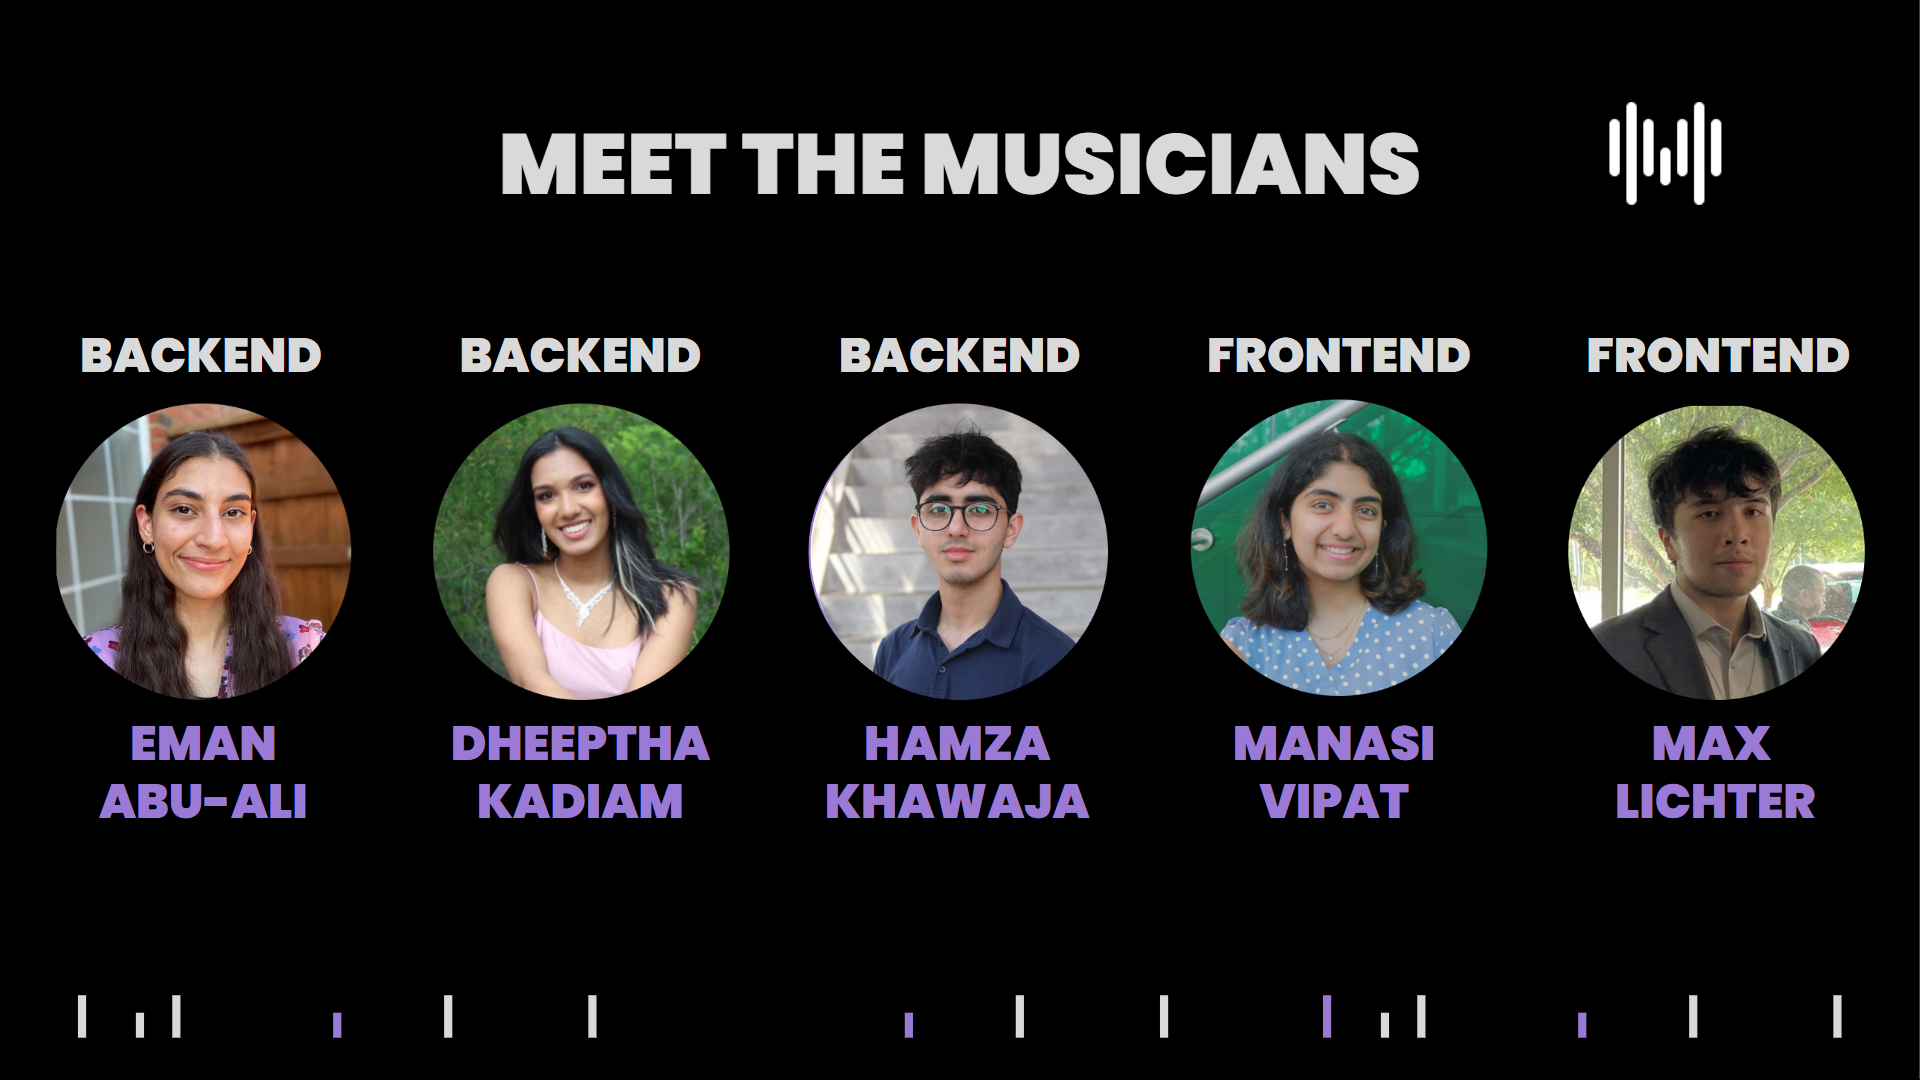 MEET THE MUSICIANS
BACKEND
BACKEND
BACKEND
FRONTEND
FRONTEND
EMAN
ABU-ALI
DHEEPTHA
KADIAM
HAMZA
KHAWAJA
MANASI
VIPAT
MAX
LICHTER